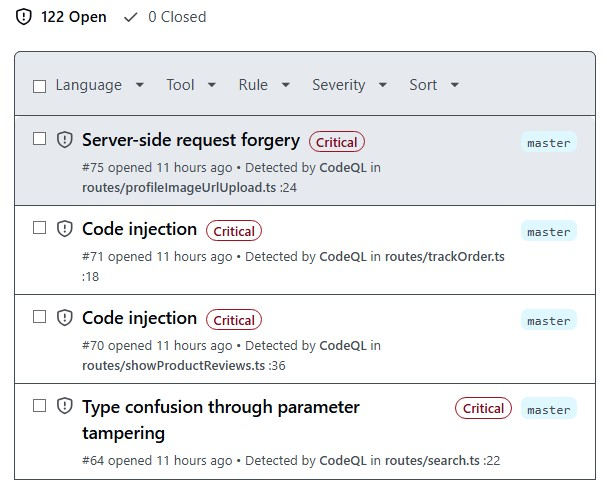 122 Open 0 Closed
Language Tool Rule Severity Sort
Server-side request forgery Critical master
#75 opened 11 hours ago • Detected by CodeQL in
routes/profileImageUrlUpload.ts :24
Code injection Critical master
#71 opened 11 hours ago • Detected by CodeQL in routes/trackOrder.ts
:18
Code injection Critical master
#70 opened 11 hours ago • Detected by CodeQL in
routes/showProductReviews.ts :36
Type confusion through parameter Critical master
tampering
#64 opened 11 hours ago • Detected by CodeQL in routes/search.ts :22